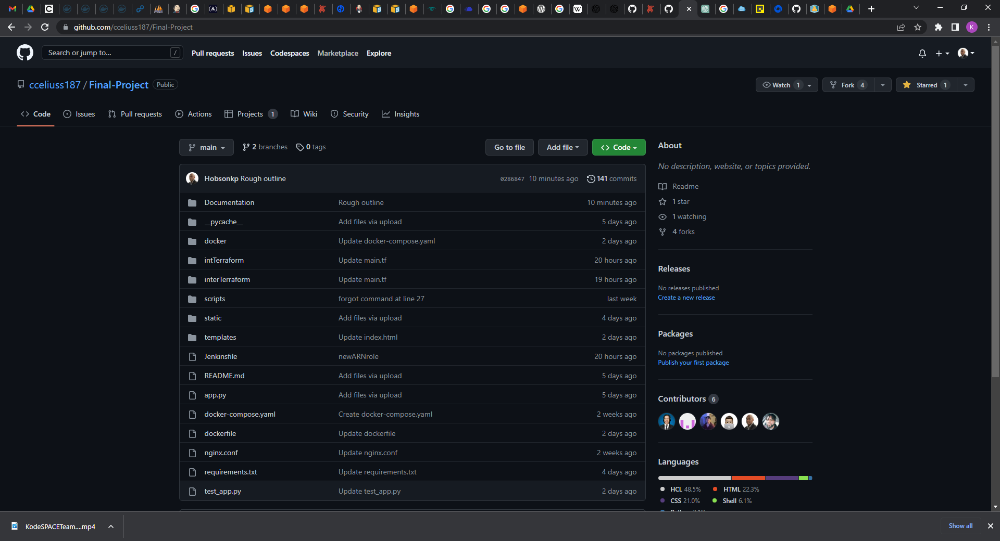 github.com/cceliuss187/Final-Project
K
Search or jump to... /
Pull requests Issues Codespaces Marketplace Explore
cceliuss187 / Final-Project Public
Watch 1 Fork 4 Starred 1
Code Issues Pull requests Actions Projects 1 Wiki Security Insights
main 2 branches 0 tags Go to file Add file Code
Hobsonkp Rough outline 0286847 10 minutes ago 141 commits
Documentation Rough outline 10 minutes ago
__pycache__ Add files via upload 5 days ago
docker Update docker-compose.yaml 2 days ago
intTerraform Update main.tf 20 hours ago
interTerraform Update main.tf 19 hours ago
scripts forgot command at line 27 last week
static Add files via upload 4 days ago
templates Update index.html 2 days ago
Jenkinsfile newARNrole 20 hours ago
README.md Add files via upload 5 days ago
app.py Add files via upload 5 days ago
docker-compose.yaml Create docker-compose.yaml 2 weeks ago
dockerfile Update dockerfile 2 days ago
nginx.conf Update nginx.conf 2 weeks ago
requirements.txt Update requirements.txt 4 days ago
test_app.py Update test_app.py 2 days ago
About
No description, website, or topics provided.
Readme
1 star
1 watching
4 forks
Releases
No releases published
Create a new release
Packages
No packages published
Publish your first package
Contributors 6
Languages
HCL 48.5% HTML 22.3%
CSS 21.0% Shell 6.1%
KodeSPACETeam....mp4
Show all